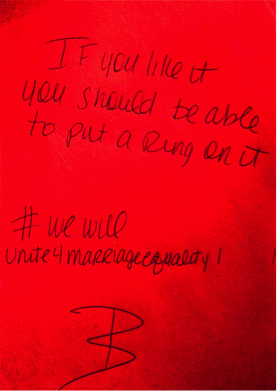 If you like it
you should be able
to put a Ring on it
# we will
unite4marriageequality!
B